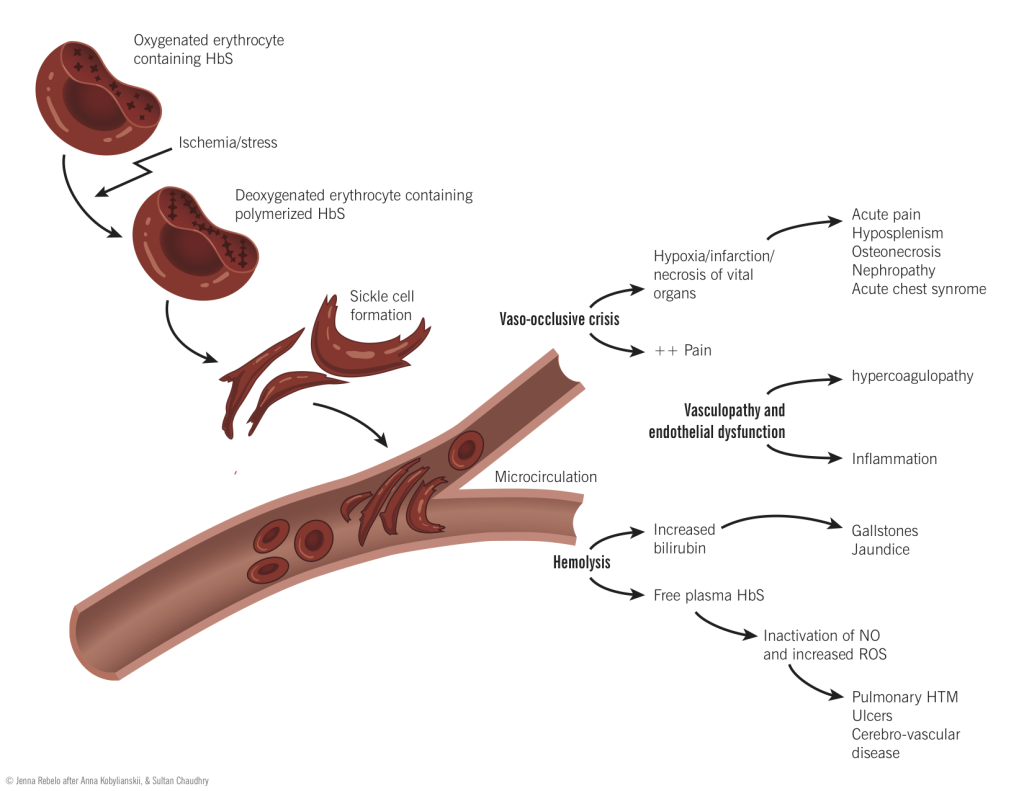 Oxygenated erythrocyte
containing HbS
Ischemia/stress
Deoxygenated erythrocyte containing
polymerized HbS
Sickle cell
formation
Microcirculation
Vaso-occlusive crisis
Hypoxia/infarction/
necrosis of vital
organs
++ Pain
Acute pain
Hyposplenism
Osteonecrosis
Nephropathy
Acute chest synrome
Vasculopathy and
endothelial dysfunction
hypercoagulopathy
Inflammation
Hemolysis
Increased
bilirubin
Gallstones
Jaundice
Free plasma HbS
Inactivation of NO
and increased ROS
Pulmonary HTM
Ulcers
Cerebro-vascular
disease
© Jenna Rebelo after Anna Kobylianskii, & Sultan Chaudhry